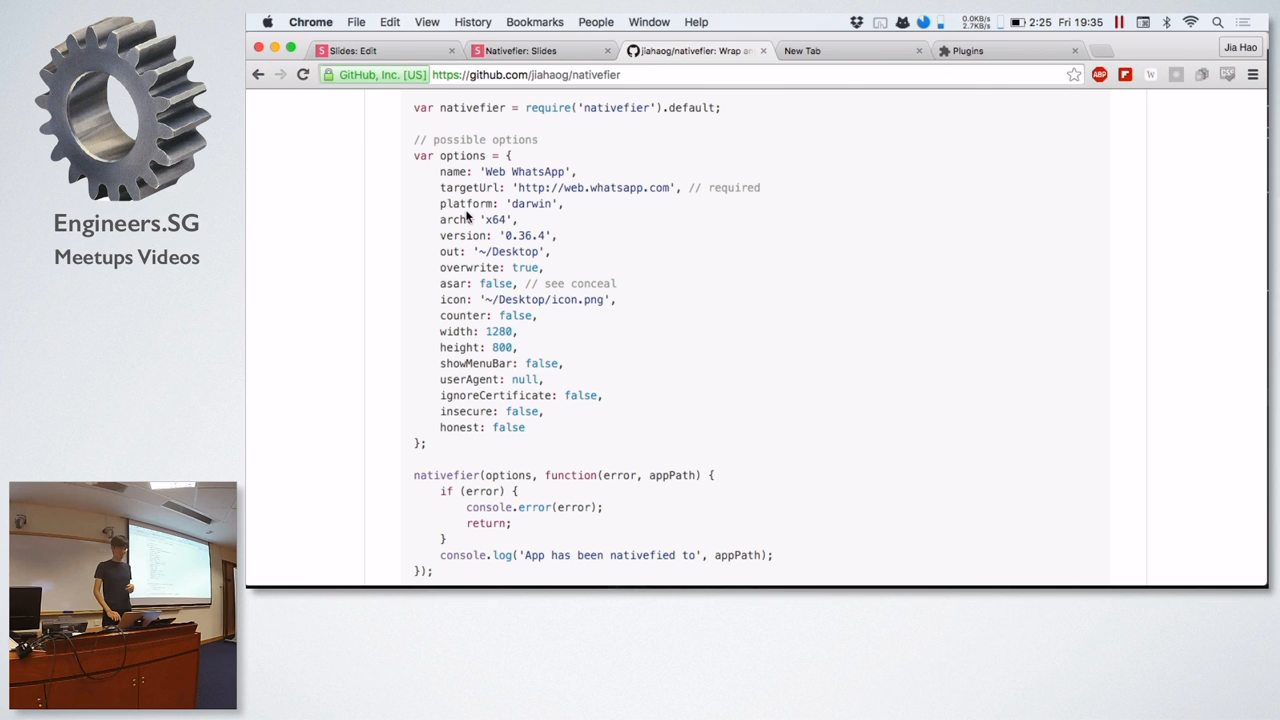 Engineers.SG
Meetups Videos
Chrome File Edit View History Bookmarks People Window Help
0.0KB/s
2.7KB/s
2:25 Fri 19:35
Slides: Edit
Nativefier: Slides
jiahaog/nativefier: Wrap an
New Tab
Plugins
Jia Hao
GitHub, Inc. [US] https://github.com/jiahaog/nativefier
ABP
W
var nativefier = require('nativefier').default;
// possible options
var options = {
name: 'Web WhatsApp',
targetUrl: 'http://web.whatsapp.com', // required
platform: 'darwin',
arch: 'x64',
version: '0.36.4',
out: '~/Desktop',
overwrite: true,
asar: false, // see conceal
icon: '~/Desktop/icon.png',
counter: false,
width: 1280,
height: 800,
showMenuBar: false,
userAgent: null,
ignoreCertificate: false,
insecure: false,
honest: false
};
nativefier(options, function(error, appPath) {
if (error) {
console.error(error);
return;
}
console.log('App has been nativefied to', appPath);
});